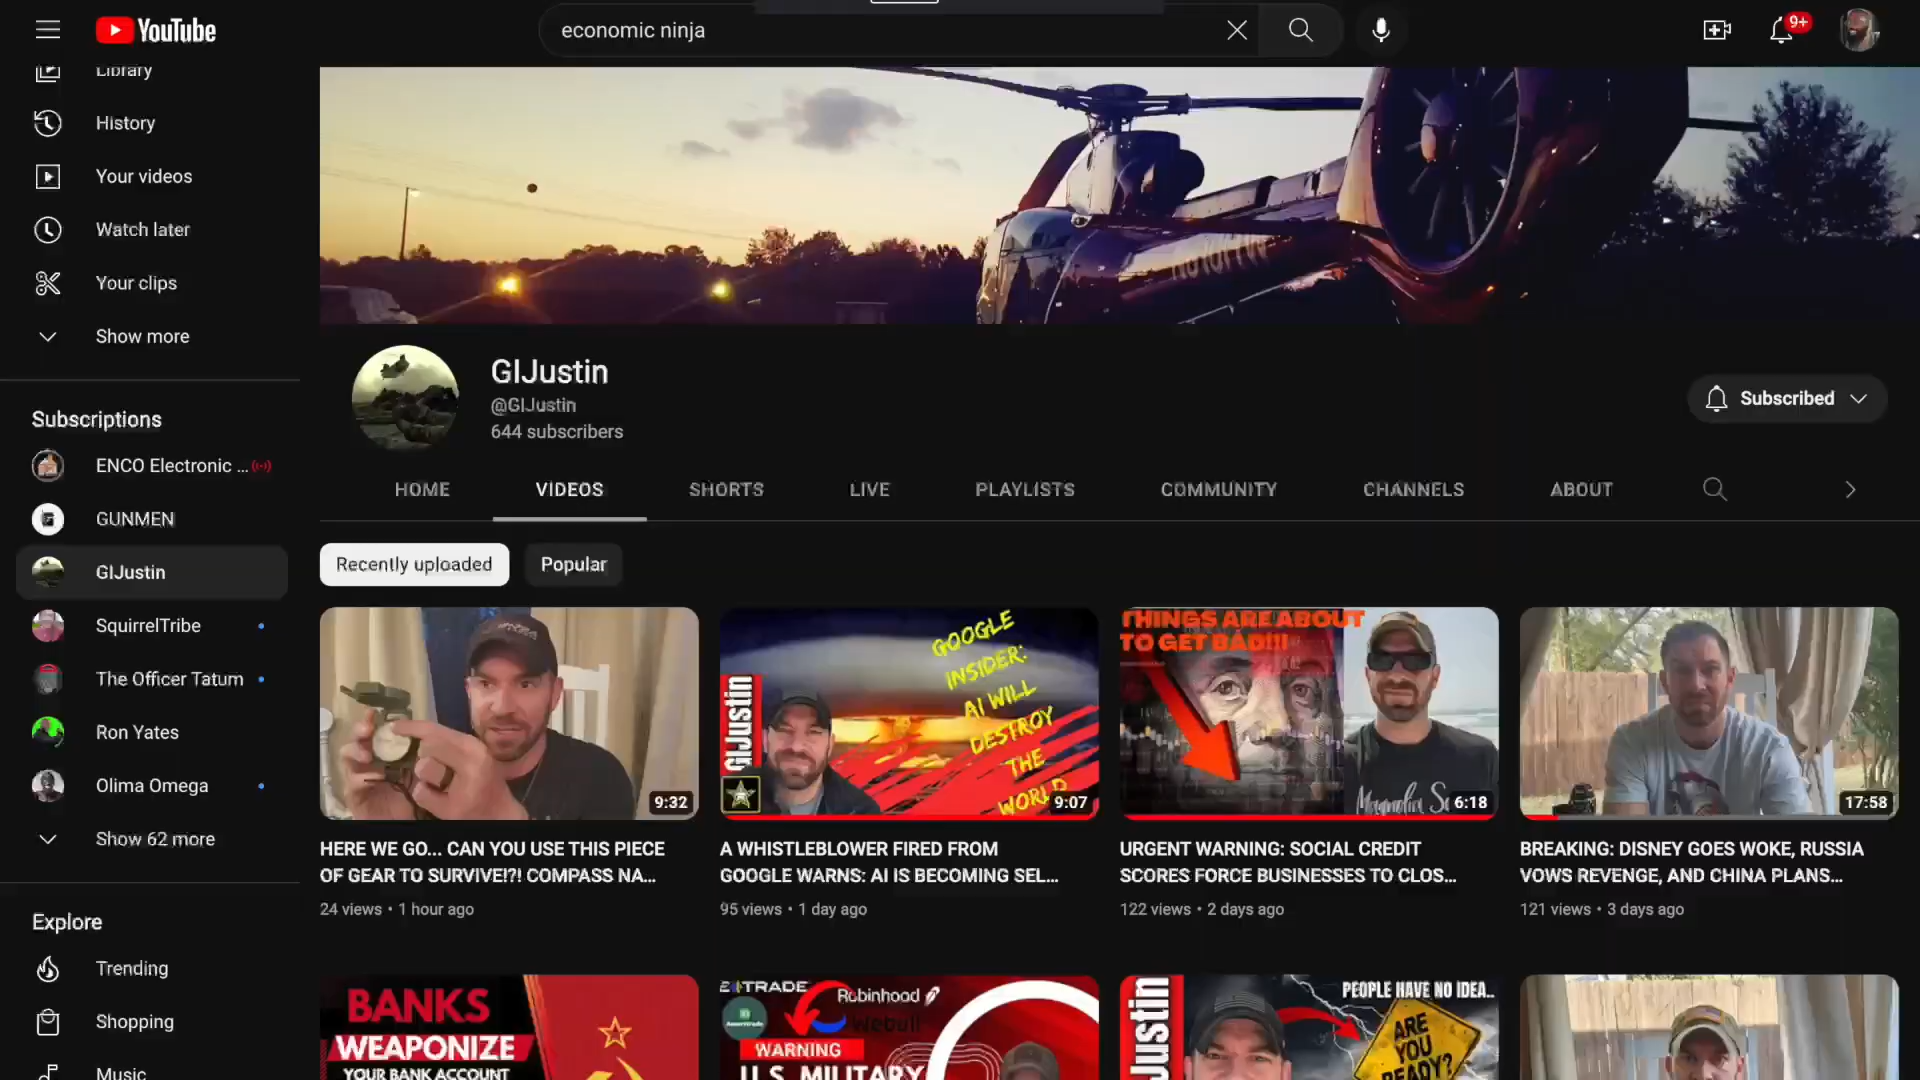 YouTube
economic ninja
9+
Library
History
Your videos
Watch later
Your clips
Show more
Subscriptions
ENCO Electronic ...
GUNMEN
GIJustin
SquirrelTribe
The Officer Tatum
Ron Yates
Olima Omega
Show 62 more
Explore
Trending
Shopping
Music
GIJustin
@GIJustin
644 subscribers
Subscribed
HOME
VIDEOS
SHORTS
LIVE
PLAYLISTS
COMMUNITY
CHANNELS
ABOUT
Recently uploaded
Popular
9:32
HERE WE GO... CAN YOU USE THIS PIECE
OF GEAR TO SURVIVE!?! COMPASS NA...
24 views • 1 hour ago
GIJustin
GOOGLE
INSIDER:
AI WILL
DESTROY
THE
WORLD
9:07
A WHISTLEBLOWER FIRED FROM
GOOGLE WARNS: AI IS BECOMING SEL...
95 views • 1 day ago
THINGS ARE ABOUT
TO GET BAD!!!
6:18
URGENT WARNING: SOCIAL CREDIT
SCORES FORCE BUSINESSES TO CLOS...
122 views • 2 days ago
17:58
BREAKING: DISNEY GOES WOKE, RUSSIA
VOWS REVENGE, AND CHINA PLANS...
121 views • 3 days ago
BANKS
WEAPONIZE
YOUR BANK ACCOUNT
E*TRADE
Robinhood
Webull
WARNING
U.S. MILITARY
Justin
PEOPLE HAVE NO IDEA..
ARE
YOU
READY?